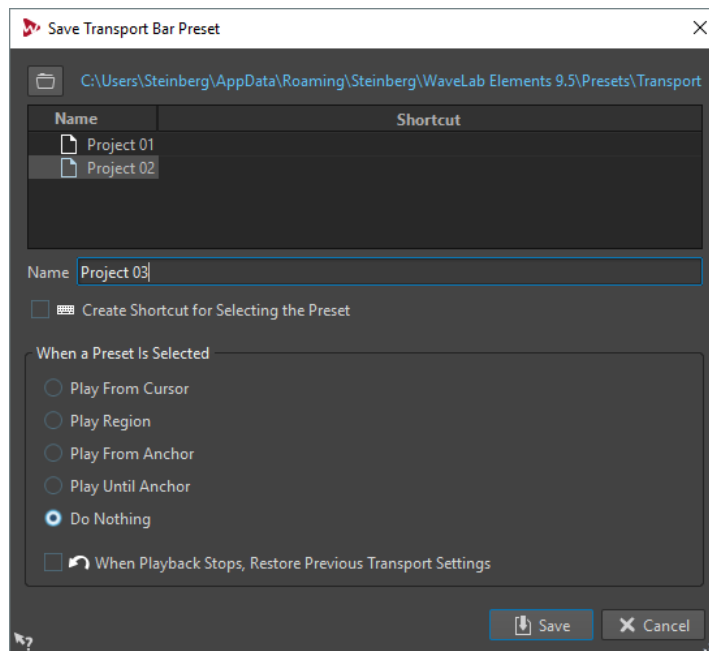 Save Transport Bar Preset
C:\Users\Steinberg\AppData\Roaming\Steinberg\WaveLab Elements 9.5\Presets\Transport
Name Shortcut
Project 01
Project 02
Name Project 03
Create Shortcut for Selecting the Preset
When a Preset Is Selected
Play From Cursor
Play Region
Play From Anchor
Play Until Anchor
Do Nothing
When Playback Stops, Restore Previous Transport Settings
Save Cancel